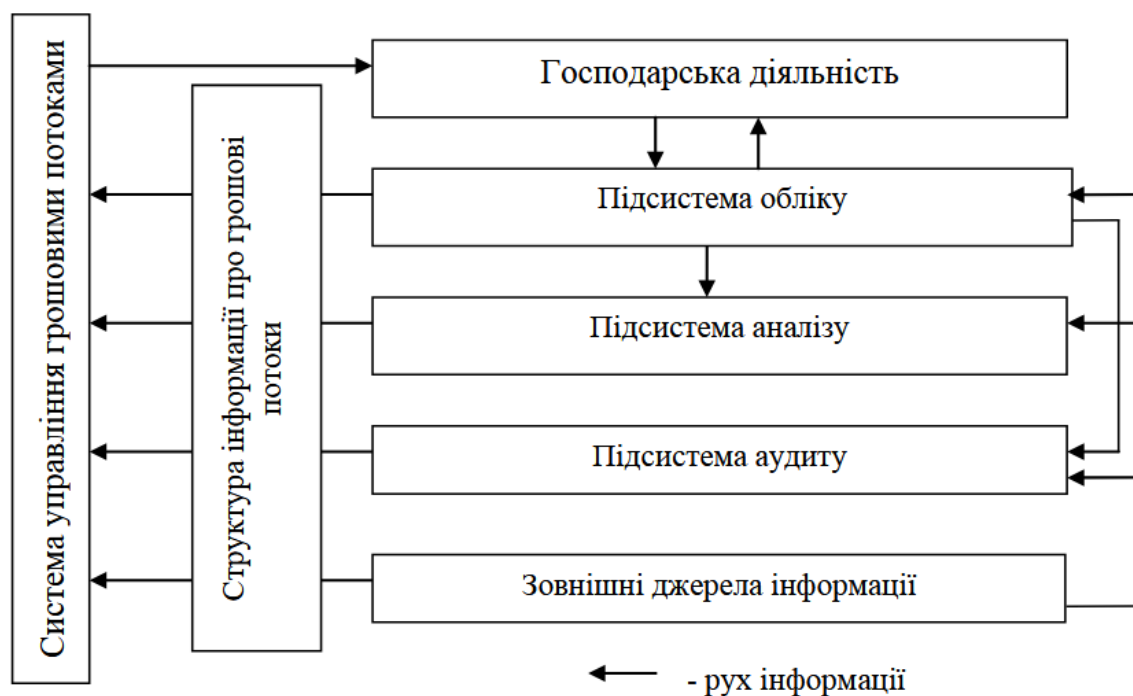 Система управління грошовими потоками
Структура інформації про грошові
потоки
Господарська діяльність
Підсистема обліку
Підсистема аналізу
Підсистема аудиту
Зовнішні джерела інформації
- рух інформації